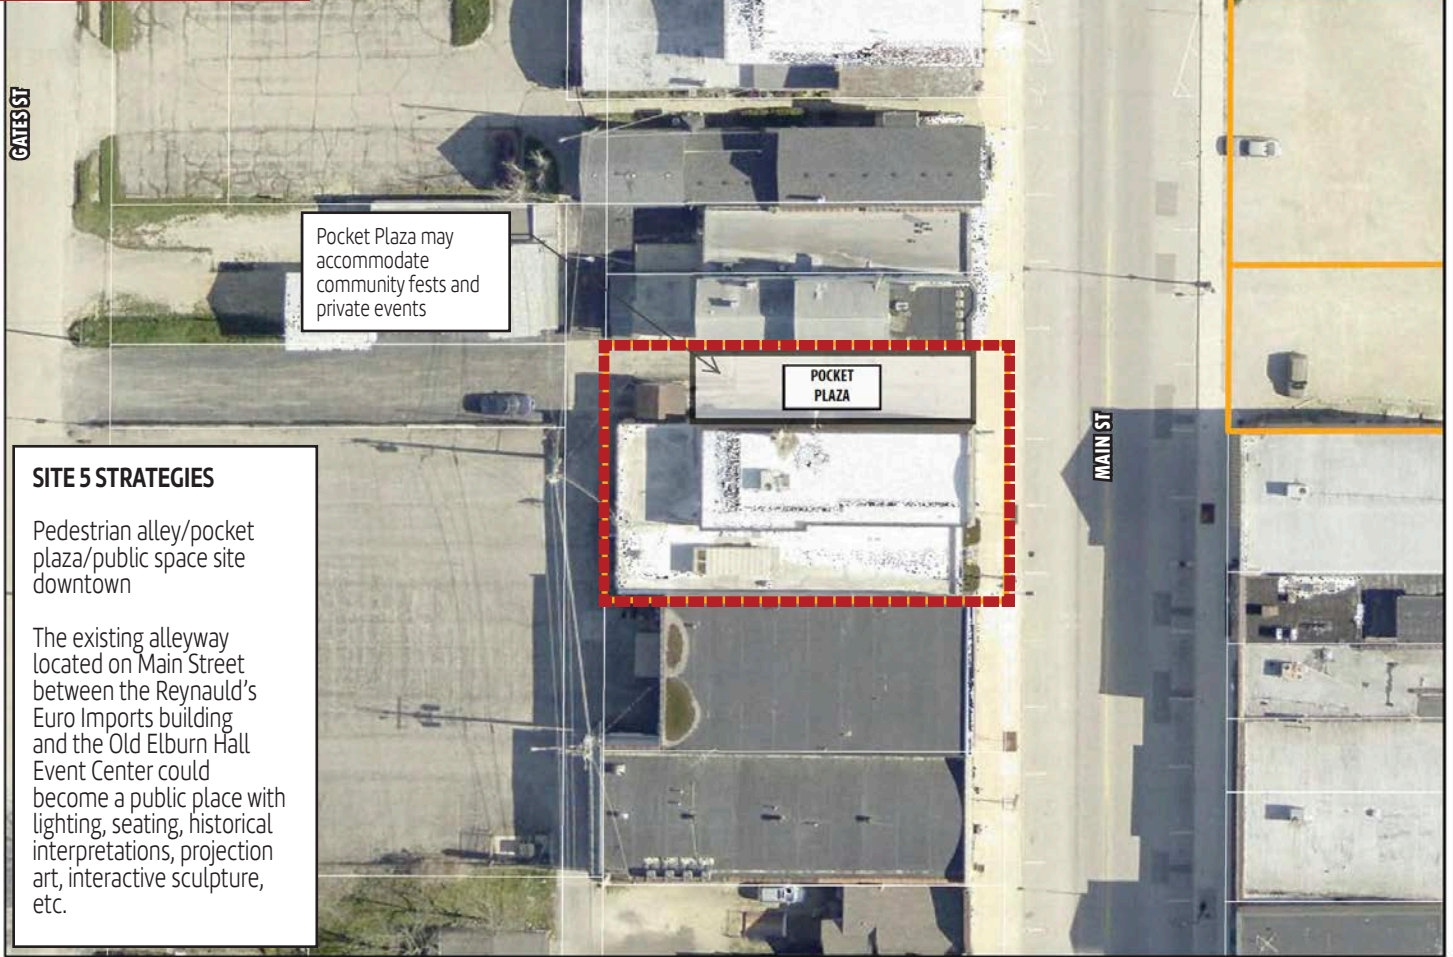 GATES ST
Pocket Plaza may
accommodate
community fests and
private events
POCKET
PLAZA
MAIN ST
SITE 5 STRATEGIES
Pedestrian alley/pocket
plaza/public space site
downtown
The existing alleyway
located on Main Street
between the Reynauld's
Euro Imports building
and the Old Elburn Hall
Event Center could
become a public place with
lighting, seating, historical
interpretations, projection
art, interactive sculpture,
etc.